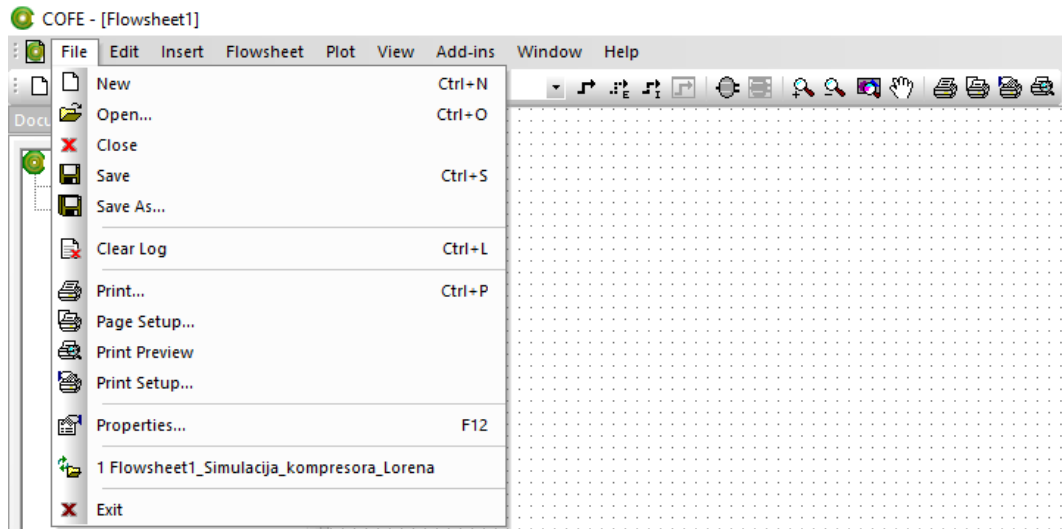 COFE - [Flowsheet1]
File Edit Insert Flowsheet Plot View Add-ins Window Help
New Ctrl+N
Open... Ctrl+O
Close
Save Ctrl+S
Save As...
Clear Log Ctrl+L
Print... Ctrl+P
Page Setup...
Print Preview
Print Setup...
Properties... F12
1 Flowsheet1_Simulacija_kompresora_Lorena
Exit